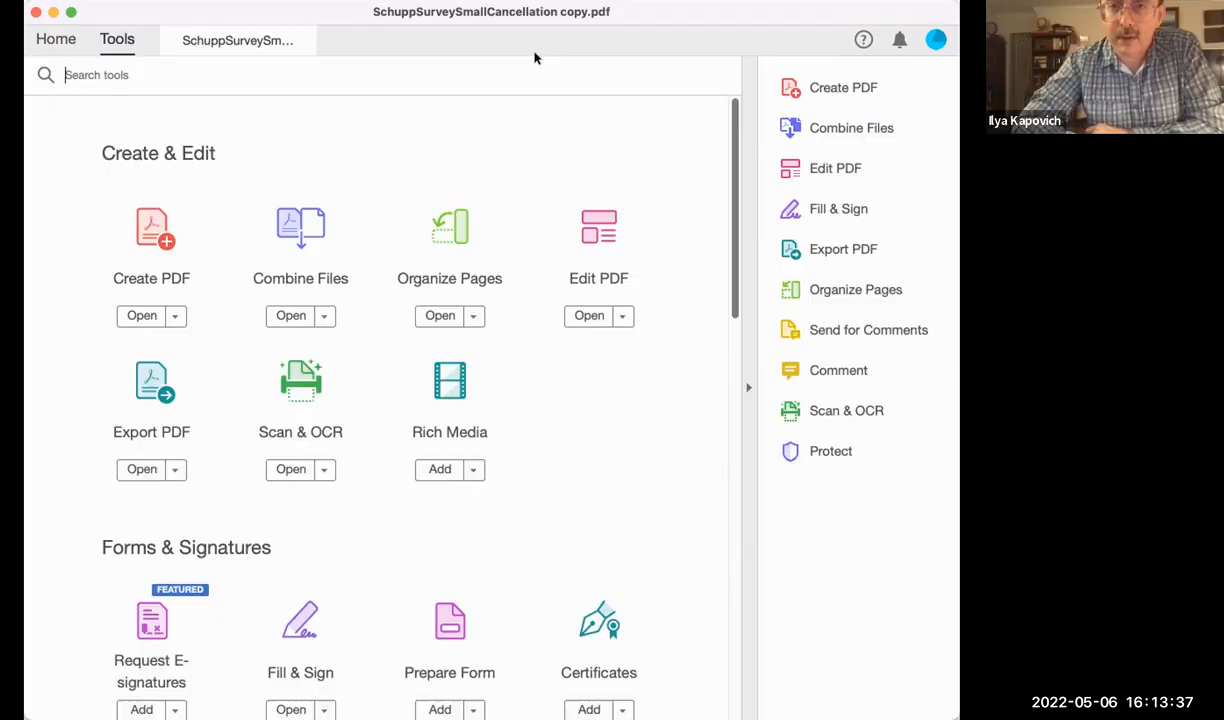 SchuppSurveySmallCancellation copy.pdf
Home Tools SchuppSurveySm...
Search tools
Create & Edit
Create PDF Combine Files Organize Pages Edit PDF
Open Open Open Open
Export PDF Scan & OCR Rich Media
Open Open Add
Forms & Signatures
FEATURED
Request E-
signatures
Fill & Sign Prepare Form Certificates
Add Open Add Add
Create PDF
Combine Files
Edit PDF
Fill & Sign
Export PDF
Organize Pages
Send for Comments
Comment
Scan & OCR
Protect
Ilya Kapovich
2022-05-06 16:13:37